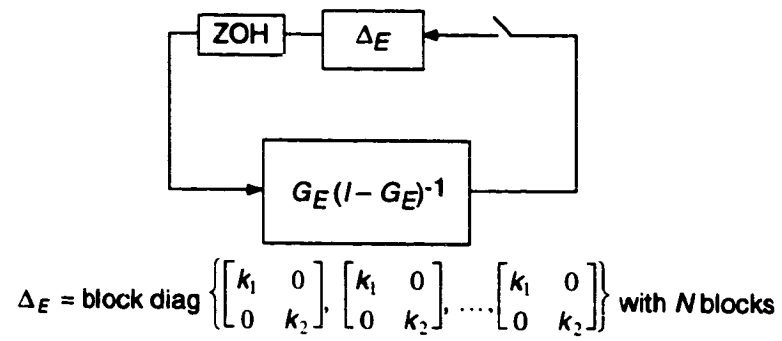 ZOH
Δ_E
G_E(I – G_E)^-1
Δ_E = block diag {[k_1 0; 0 k_2], [k_1 0; 0 k_2], ....,[k_1 0; 0 k_2]} with N blocks